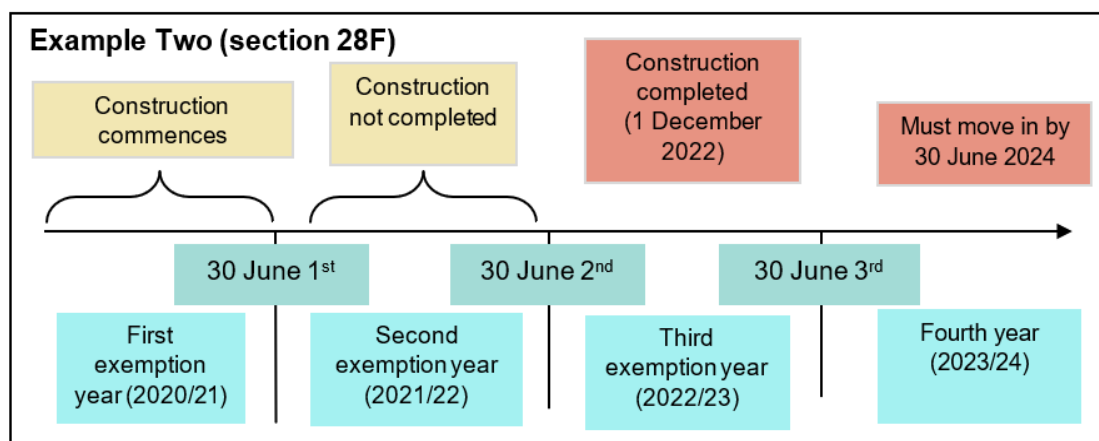 Example Two (section 28F)
Construction
commences
Construction
not completed
Construction
completed
(1 December
2022)
Must move in by
30 June 2024
30 June 1st
30 June 2nd
30 June 3rd
First
exemption
year (2020/21)
Second
exemption year
(2021/22)
Third
exemption year
(2022/23)
Fourth year
(2023/24)